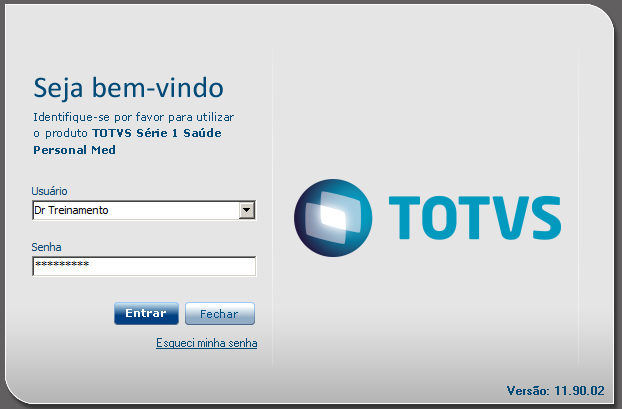 Seja bem-vindo
Identifique-se por favor para utilizar
o produto TOTVS Série 1 Saúde
Personal Med
Usuário
Dr Treinamento
Senha
*********
Entrar
Fechar
Esqueci minha senha
TOTVS
Versão: 11.90.02